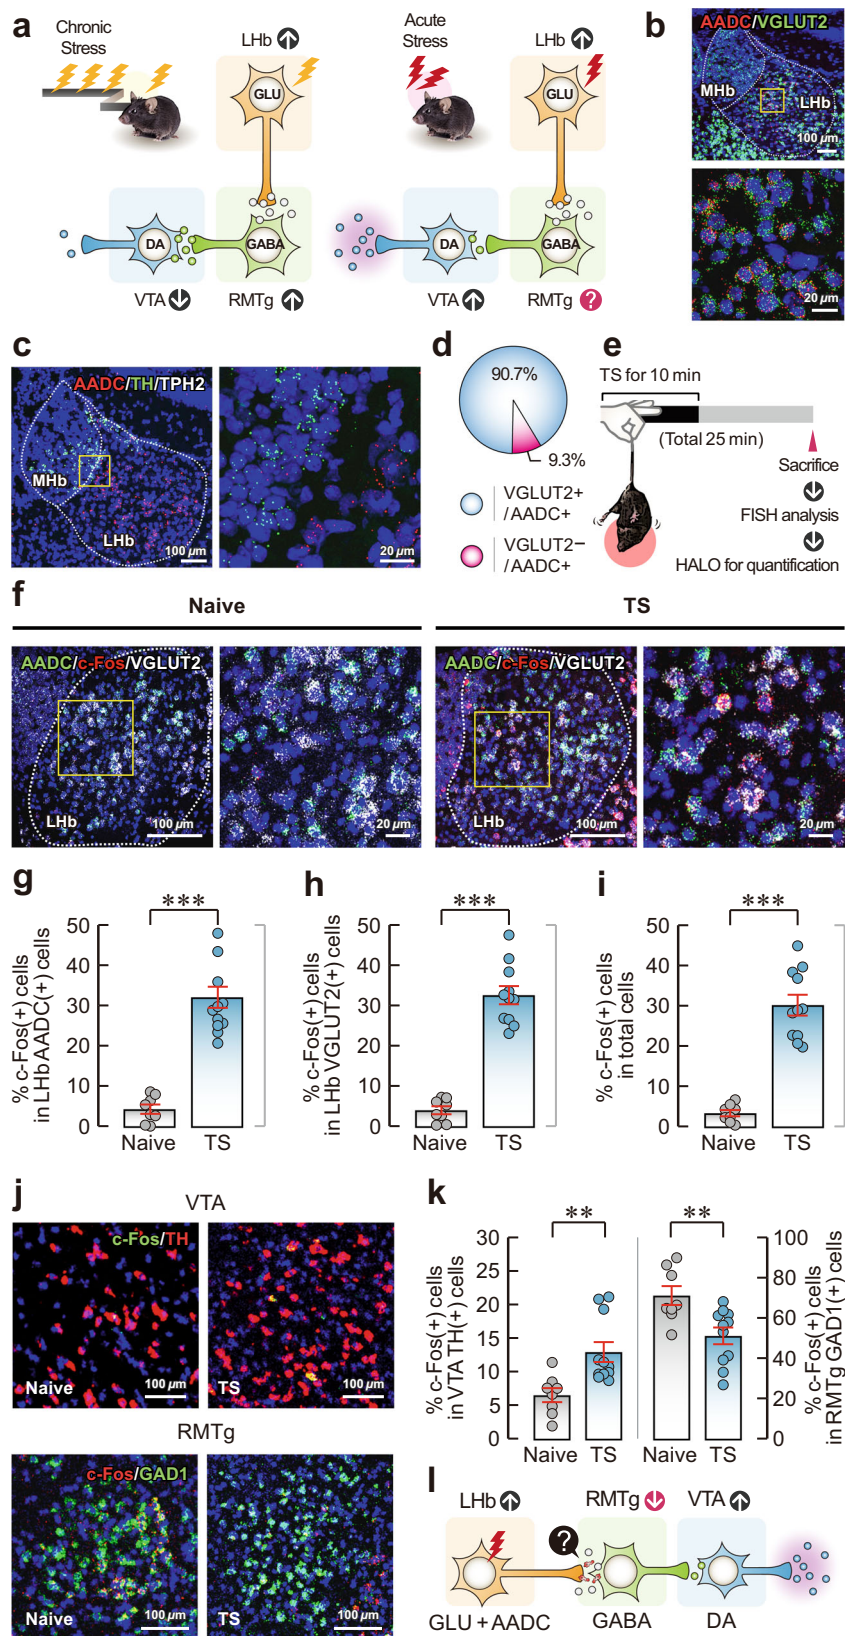 a
Chronic
Stress
LHb
GLU
DA
GABA
VTA
RMTg
Acute
Stress
LHb
GLU
DA
GABA
VTA
RMTg ?
b
AADC/VGLUT2
MHb
LHb
100 µm
20 µm
c
AADC/TH/TPH2
MHb
LHb
100 µm
20 µm
d
90.7%
9.3%
VGLUT2+
/AADC+
VGLUT2−
/AADC+
e
TS for 10 min
(Total 25 min)
Sacrifice
FISH analysis
HALO for quantification
f
Naive
TS
AADC/c-Fos/VGLUT2
LHb
100 µm
20 µm
AADC/c-Fos/VGLUT2
LHb
100 µm
20 µm
g
% c-Fos(+) cells
in LHb AADC(+) cells
50
40
30
20
10
0
***
Naive
TS
h
% c-Fos(+) cells
in LHb VGLUT2(+) cells
50
40
30
20
10
0
***
Naive
TS
i
% c-Fos(+) cells
in total cells
50
40
30
20
10
0
***
Naive
TS
j
VTA
c-Fos/TH
Naive
100 µm
TS
100 µm
RMTg
c-Fos/GAD1
Naive
100 µm
TS
100 µm
k
% c-Fos(+) cells
in VTA TH(+) cells
30
25
20
15
10
5
0
**
**
Naive
TS
Naive
TS
100
80
60
40
20
0
% c-Fos(+) cells
in RMTg GAD1(+) cells
l
LHb
RMTg
VTA
?
GLU + AADC
GABA
DA